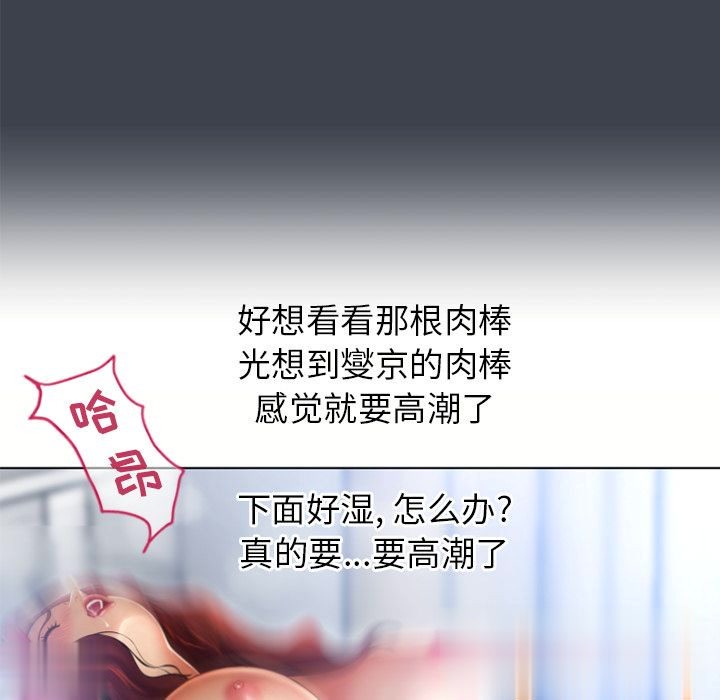 好想看看那根肉棒
光想到燮京的肉棒
感觉就要高潮了
哈
下面好湿, 怎么办?
真的要...要高潮了